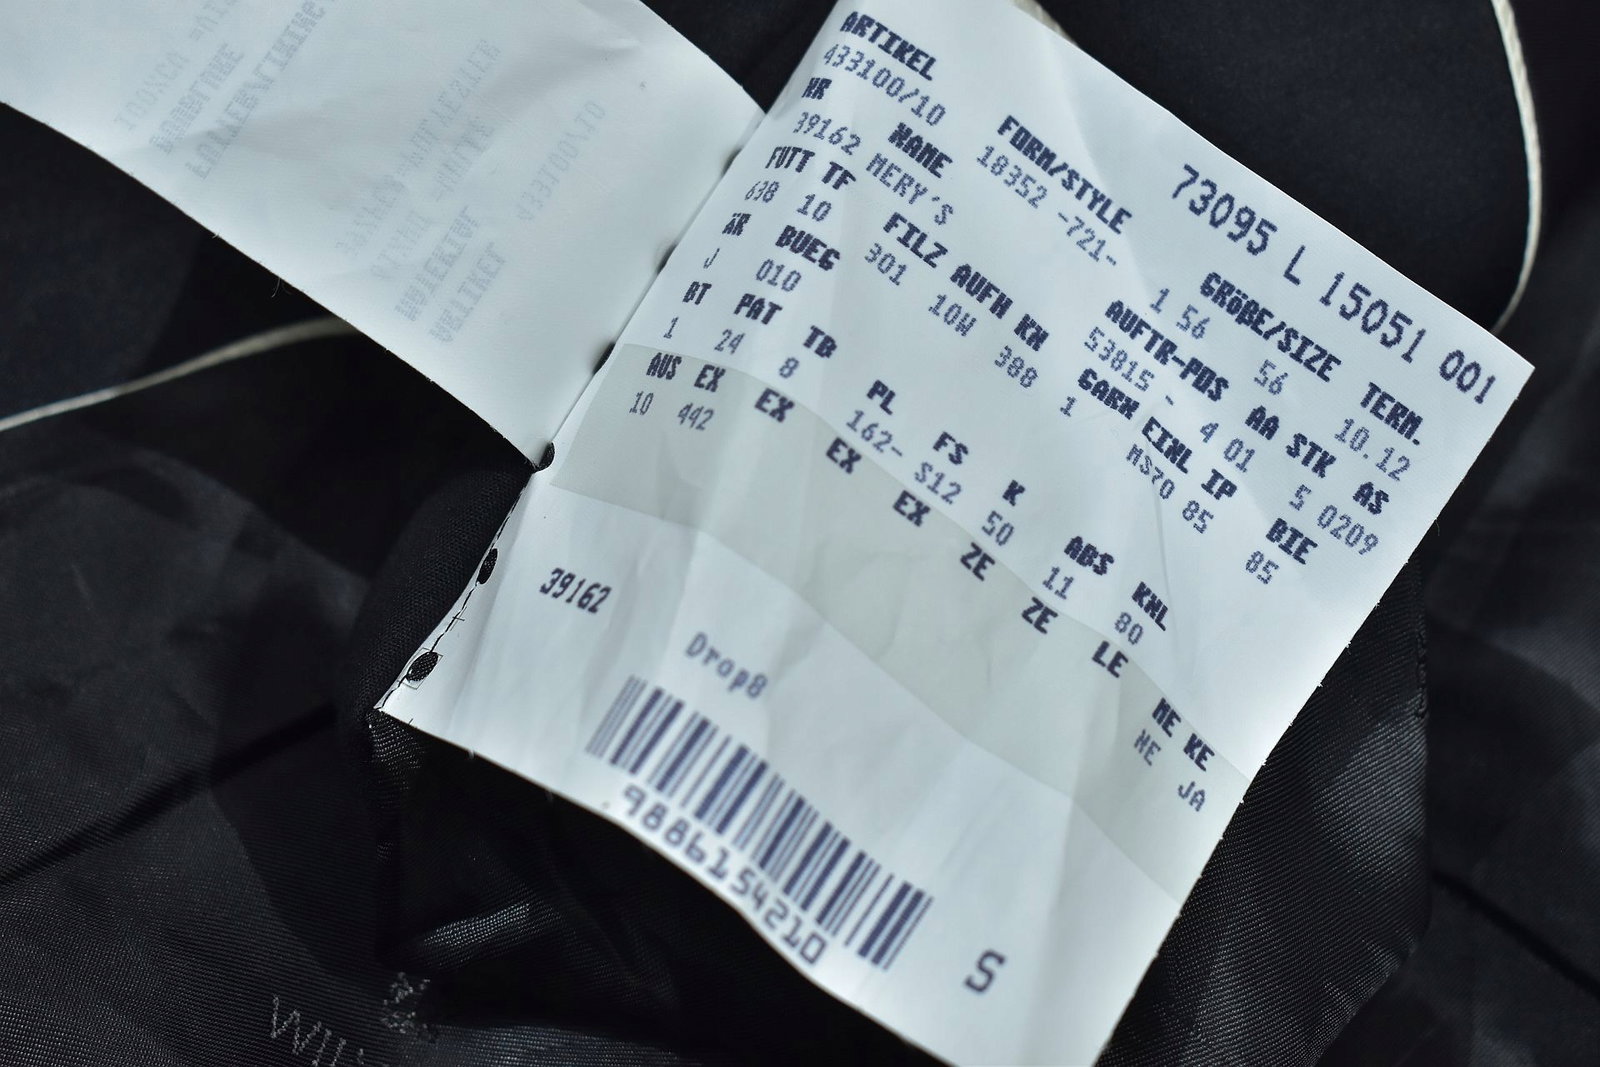 73095 L 15051 001
ARTIKEL FORM/STYLE GRÖßE/SIZE TERM.
433100/10 18352 -721- 1 56 56 10.12
NR NAME AUFTR-POS AA STK AS
39162 MERY'S 53815 - 4 01 5 0209
FUTT TF FILZ AUFH KH GARN EINL IP BIE
638 10 301 10W 388 1 MS70 85 85
ÄR BUEG
J 010
BT PAT TB PL FS K ABS KNL
1 24 8 162- S12 50 11 80
AUS EX EX EX EX ZE ZE LE NE KE
10 442 NE JA
39162
Drop8
9886154210
S